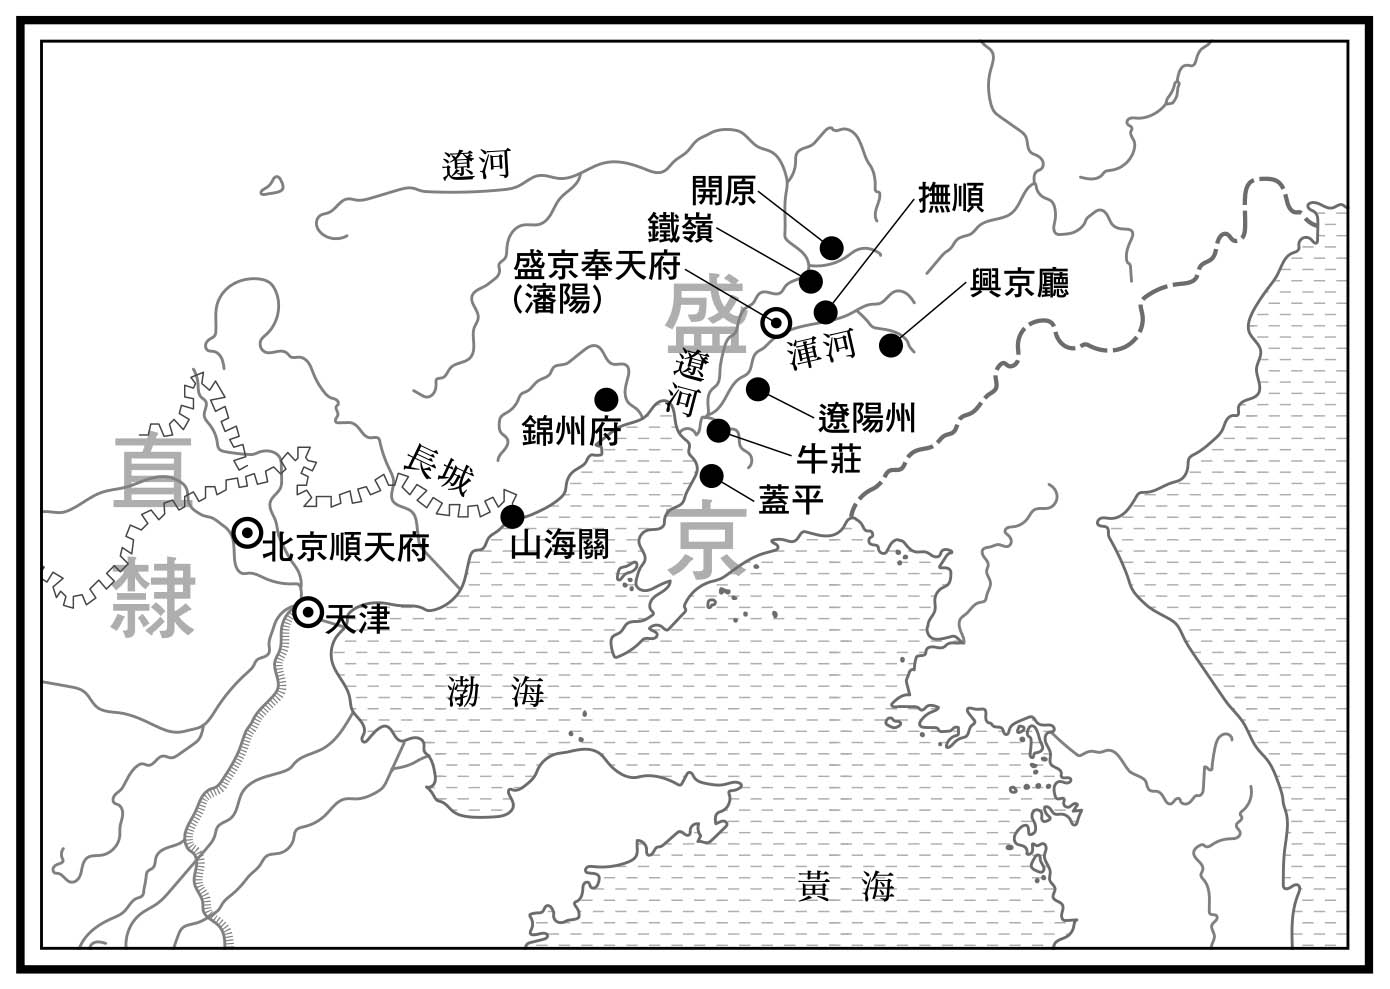 遼河
開原
撫順
鐵嶺
盛京奉天府
(瀋陽)
興京廳
盛京
渾河
遼河
錦州府
遼陽州
牛莊
蓋平
長城
山海關
直隸
北京順天府
天津
渤海
黃海